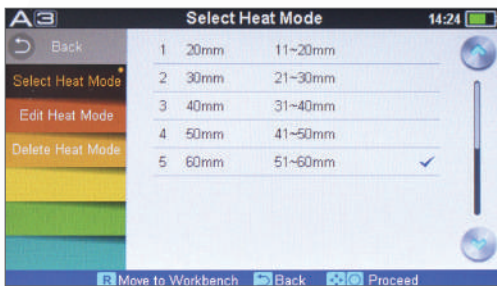 A3 Select Heat Mode 14:24
Back
Select Heat Mode
Edit Heat Mode
Delete Heat Mode
1 20mm 11~20mm
2 30mm 21~30mm
3 40mm 31~40mm
4 50mm 41~50mm
5 60mm 51~60mm
R Move to Workbench Back Proceed